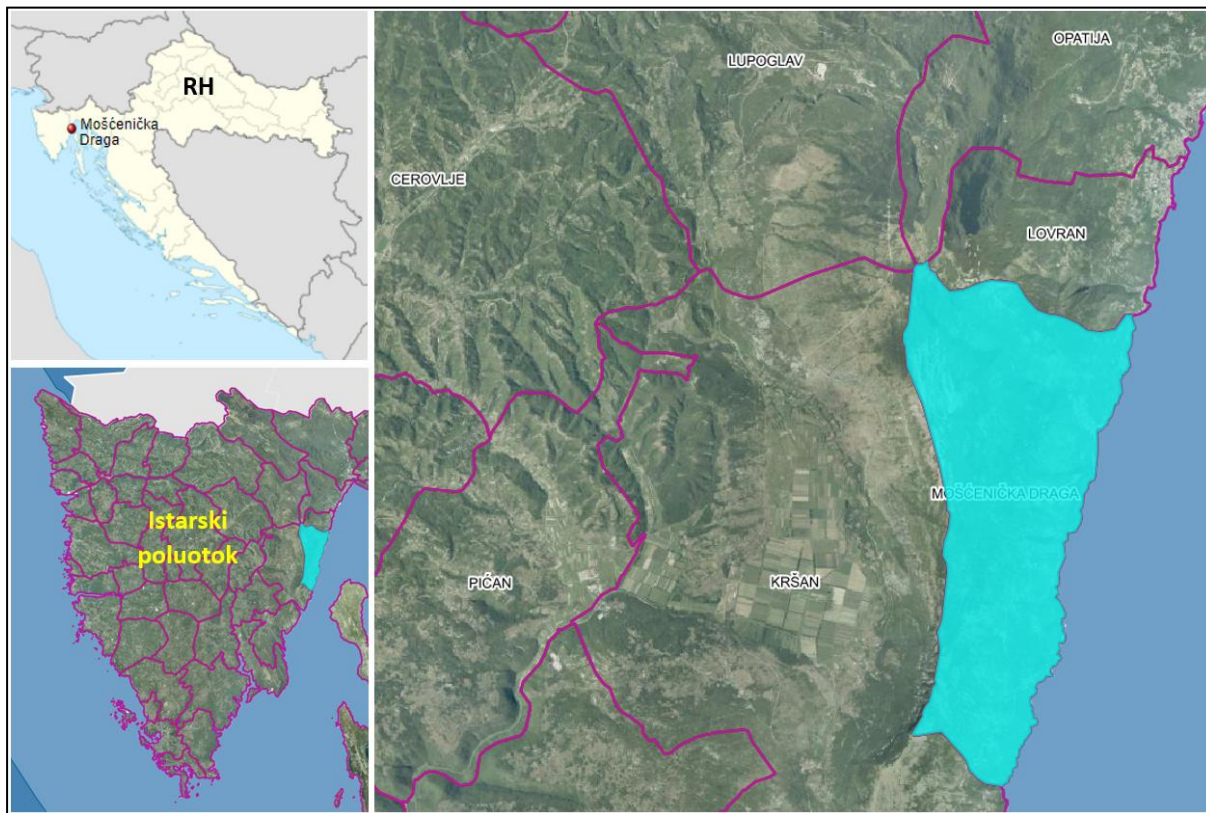 RH
Mošćenička
Draga
Istarski
poluotok
OPATIJA
LUPOGLAV
CEROVLJE
LOVRAN
MOŠĆENIČKA DRAGA
PIĆAN
KRŠAN